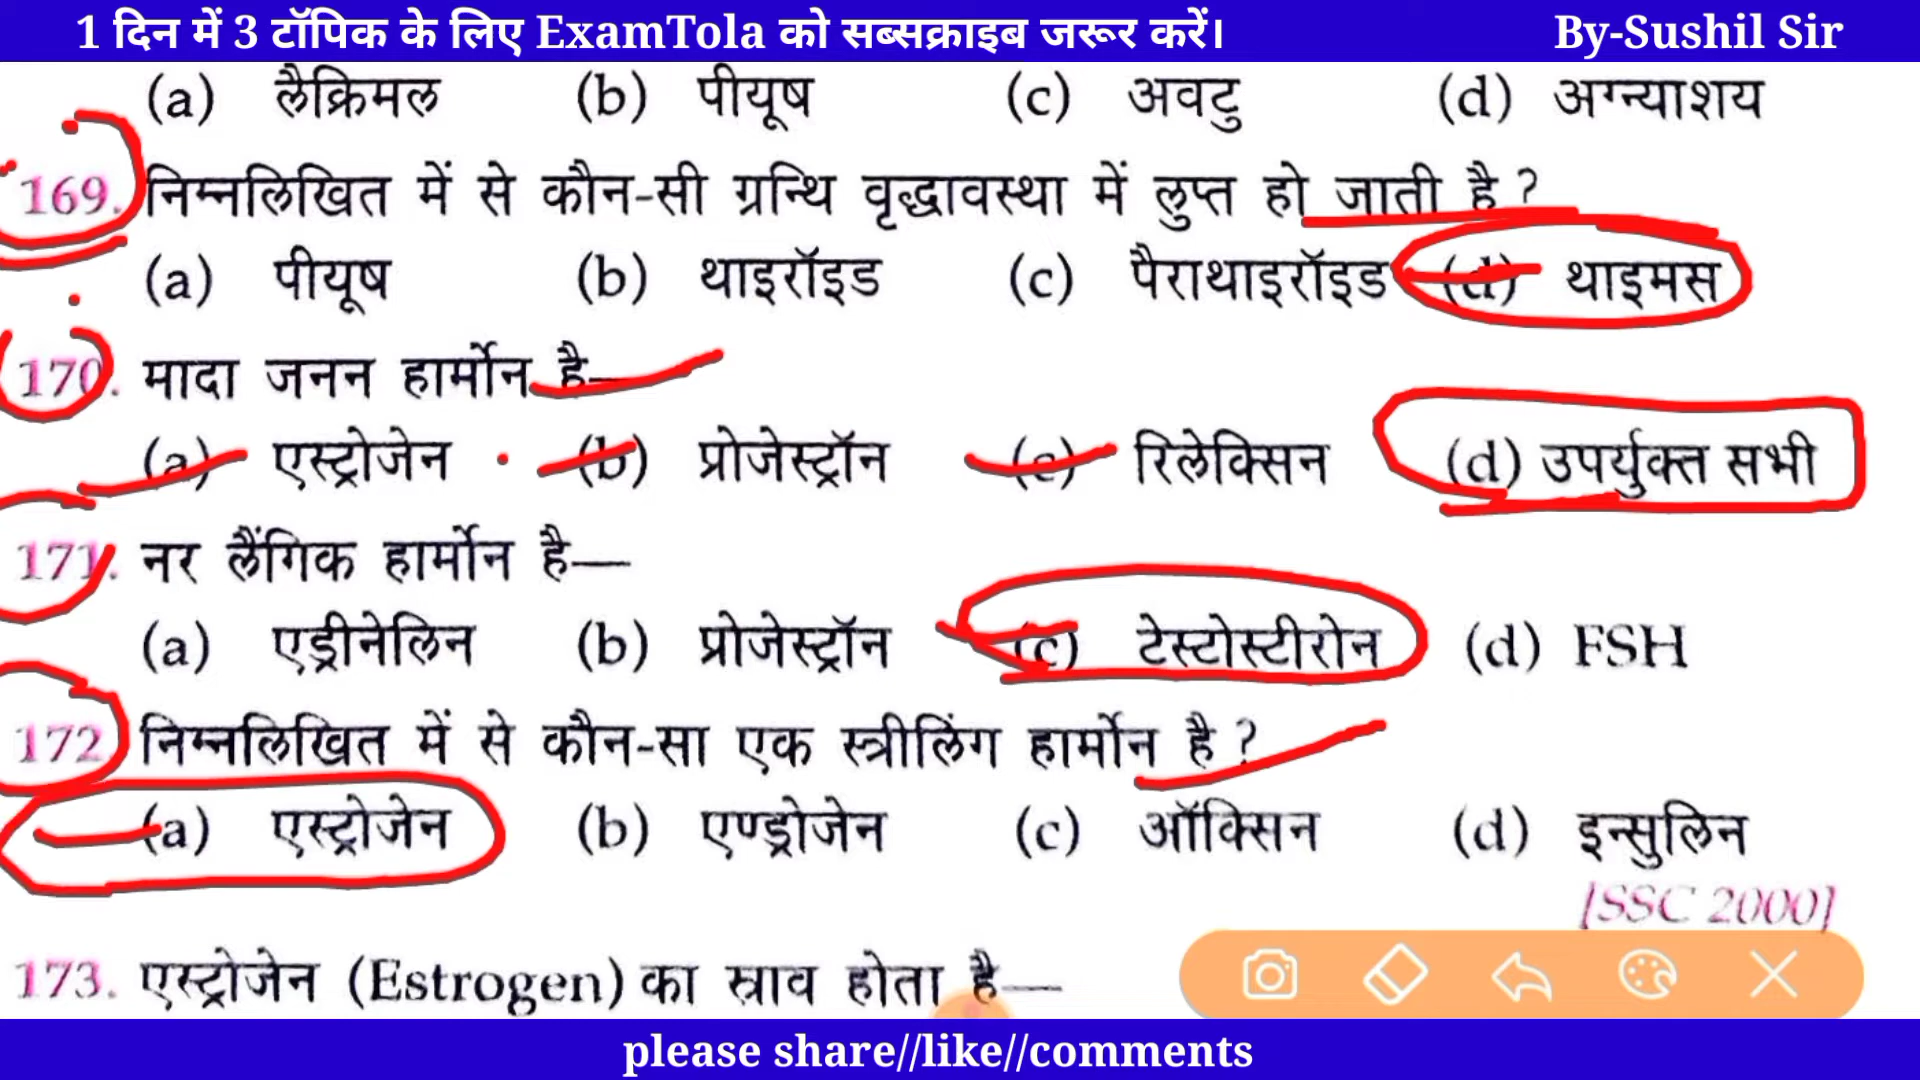 1 दिन में 3 टॉपिक के लिए ExamTola को सब्सक्राइब जरूर करें। By-Sushil Sir
(a) लैक्रिमल (b) पीयूष (c) अवटु (d) अग्न्याशय
169. निम्नलिखित में से कौन-सी ग्रन्थि वृद्धावस्था में लुप्त हो जाती है ?
(a) पीयूष (b) थाइरॉइड (c) पैराथाइरॉइड (d) थाइमस
170. मादा जनन हार्मोन है—
(a) एस्ट्रोजेन (b) प्रोजेस्ट्रॉन (c) रिलेक्सिन (d) उपर्युक्त सभी
171. नर लैंगिक हार्मोन है—
(a) एड्रीनेलिन (b) प्रोजेस्ट्रॉन (c) टेस्टोस्टीरोन (d) FSH
172. निम्नलिखित में से कौन-सा एक स्त्रीलिंग हार्मोन है ?
(a) एस्ट्रोजेन (b) एण्ड्रोजेन (c) ऑक्सिन (d) इन्सुलिन
[SSC 2000]
173. एस्ट्रोजेन (Estrogen) का स्राव होता है—
please share//like//comments